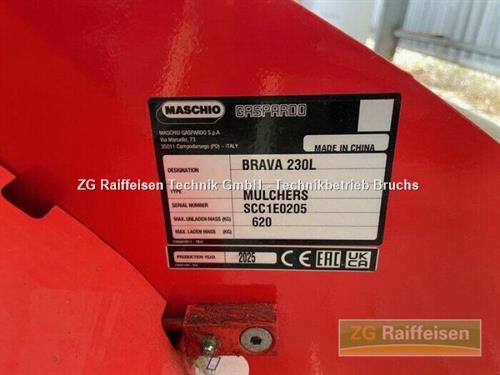 MASCHIO GASPARDO
MASCHIO GASPARDO S.p.A
Via Marcello, 73
35011 Campodarsego (PD) – ITALY
MADE IN CHINA
DESIGNATION BRAVA 230L
ZG Raiffeisen Technik GmbH - Technikbetrieb Bruchs
TYPE MULCHERS
SERIAL NUMBER SCC1E0205
MAX. UNLADEN MASS (KG) 620
MAX. LADEN MASS (KG)
PRODUCTION YEAR 2025 CE EAC UK CA
ZG Raiffeisen